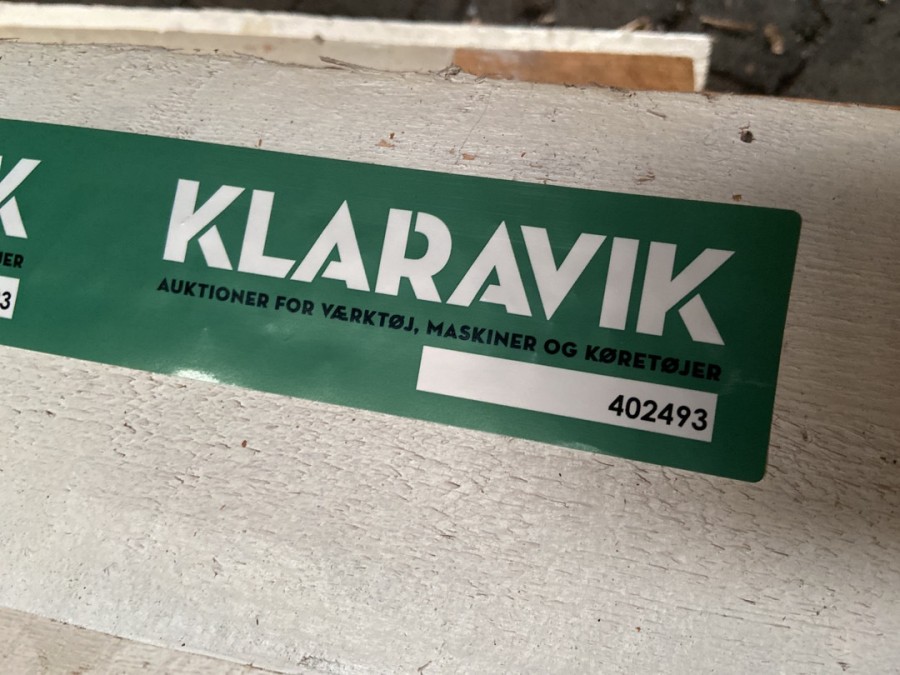 KLARAVIK
AUKTIONER FOR VÆRKTØJ, MASKINER OG KØRETØJER
402493